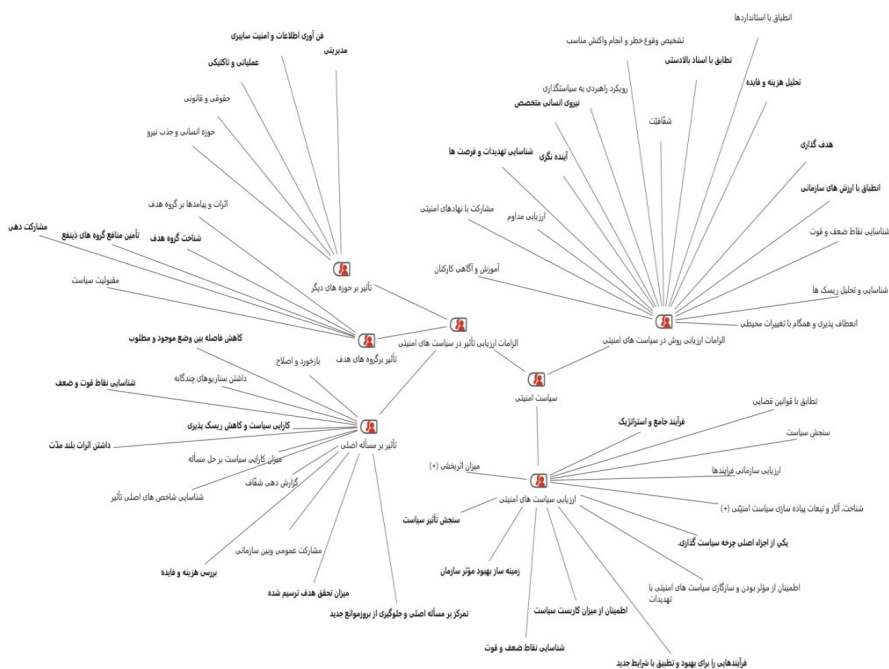 انطباق با استانداردها
تشخیص وقوع خطر و انجام واکنش مناسب
تطابق با اسناد بالادستی
تحلیل هزینه و فایده
رویکرد راهبردی به سیاستگذاری
نیروی انسانی متخصص
شفّافیّت
هدف گذاری
آینده نگری
شناسایی تهدیدات و فرصت ها
انطباق با ارزش های سازمانی
مشارکت با نهادهای امنیتی
ارزیابی مداوم
شناسایی نقاط ضعف و قوت
آموزش و آگاهی کارکنان
شناسایی و تحلیل ریسک ها
انعطاف پذیری و همگام با تغییرات محیطی
الزامات ارزیابی روش در سیاست های امنیتی
فن آوری اطلاعات و امنیت سایبری
مدیریتی
عملیاتی و تاکتیکی
حقوقی و قانونی
حوزه انسانی و جذب نیرو
تأثیر بر حوزه های دیگر
اثرات و پیامدها بر گروه هدف
شناخت گروه هدف
تأمین منافع گروه های ذینفع
مشارکت دهی
مقبولیت سیاست
تأثیر برگروه های هدف
الزامات ارزیابی تأثیر در سیاست های امنیتی
سیاست امنیتی
کاهش فاصله بین وضع موجود و مطلوب
بازخورد و اصلاح
داشتن سناریوهای چندگانه
شناسایی نقاط قوت و ضعف
کارایی سیاست و کاهش ریسک پذیری
داشتن اثرات بلند مدّت
تأثیر بر مسأله اصلی
میزان کارایی سیاست بر حل مسأله
گزارش دهی شفّاف
شناسایی شاخص های اصلی تأثیر
مشارکت عمومی وبین سازمانی
بررسی هزینه و فایده
میزان تحقق هدف ترسیم شده
تمرکز بر مسأله اصلی و جلوگیری از بروزموانع جدید
تطابق با قوانین قضایی
فرآیند جامع و استراتژیک
سنجش سیاست
میزان اثربخشی (+)
ارزیابی سازمانی فرایندها
ارزیابی سیاست های امنیتی
شناخت، آثار و تبعات پیاده سازی سیاست امنیّتی (+)
سنجش تأثیر سیاست
یکی از اجزاء اصلی چرخه سیاست گذاری.
زمینه ساز بهبود مؤثر سازمان
اطمینان از مؤثر بودن و سازگاری سیاست های امنیتی با
تهدیدات
اطمینان از میزان کاربست سیاست
شناسایی نقاط ضعف و قوت
فرآیندهایی را برای بهبود و تطبیق با شرایط جدید